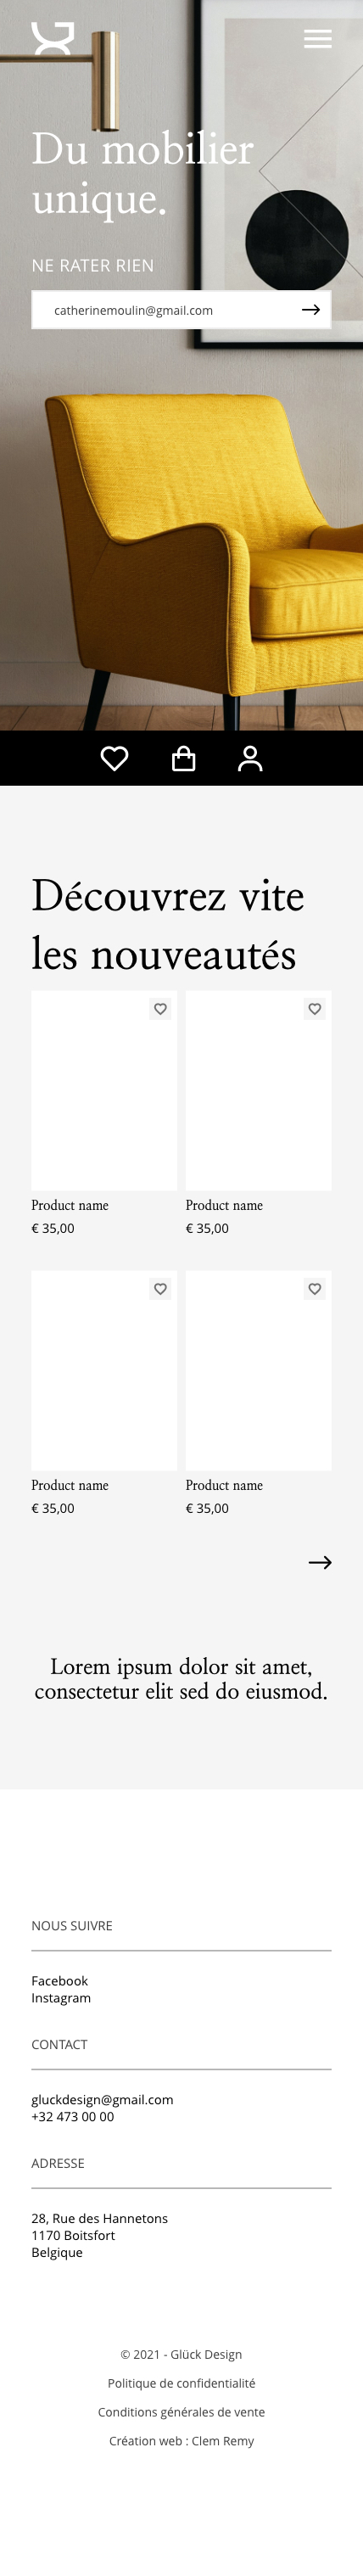 Du mobilier
unique.
NE RATER RIEN
catherinemoulin@gmail.com
Découvrez vite
les nouveautés
Product name
€ 35,00
Product name
€ 35,00
Product name
€ 35,00
Product name
€ 35,00
Lorem ipsum dolor sit amet,
consectetur elit sed do eiusmod.
NOUS SUIVRE
Facebook
Instagram
CONTACT
gluckdesign@gmail.com
+32 473 00 00
ADRESSE
28, Rue des Hannetons
1170 Boitsfort
Belgique
© 2021 - Glück Design
Politique de confidentialité
Conditions générales de vente
Création web : Clem Remy